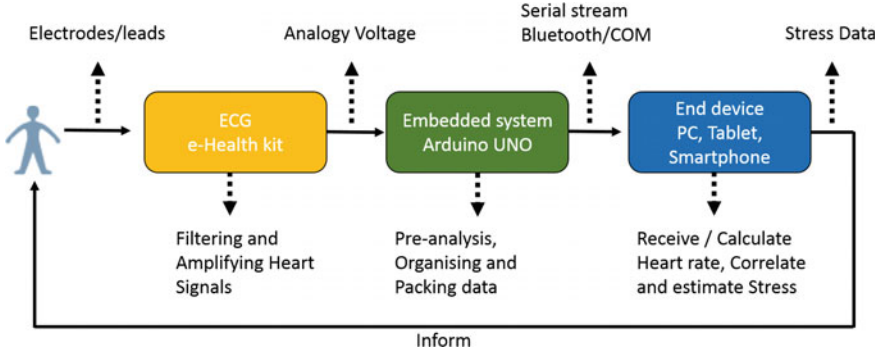 Electrodes/leads
Analogy Voltage
Serial stream
Bluetooth/COM
Stress Data
ECG
e-Health kit
Embedded system
Arduino UNO
End device
PC, Tablet,
Smartphone
Filtering and
Amplifying Heart
Signals
Pre-analysis,
Organising and
Packing data
Receive / Calculate
Heart rate, Correlate
and estimate Stress
Inform